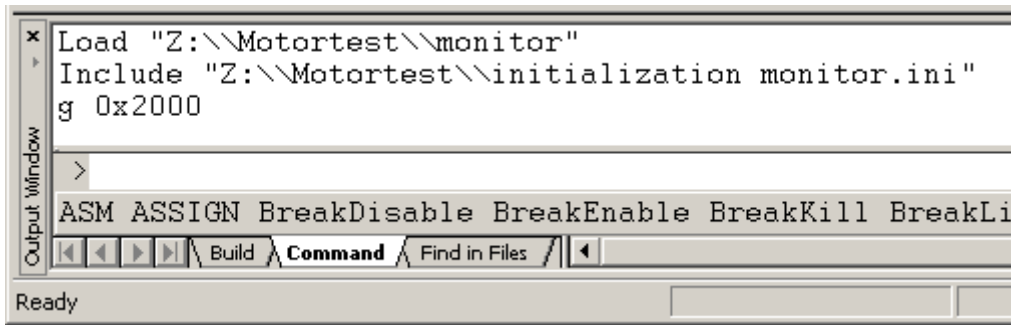 Load "Z:\\Motortest\\monitor"
Include "Z:\\Motortest\\initialization monitor.ini"
g 0x2000
Output Window
>
ASM ASSIGN BreakDisable BreakEnable BreakKill BreakLi
Build Command Find in Files
Ready